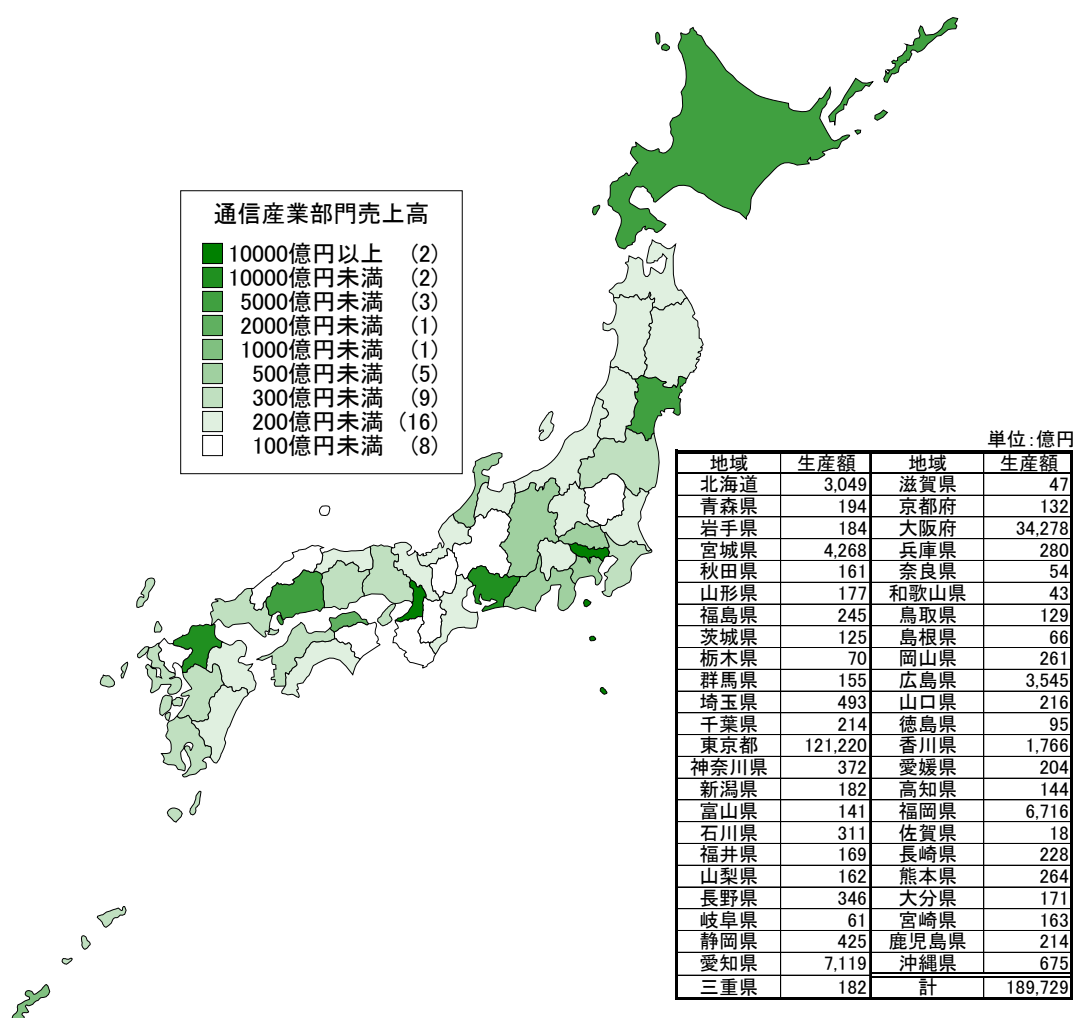 通信産業部門売上高
10000億円以上 (2)
10000億円未満 (2)
5000億円未満 (3)
2000億円未満 (1)
1000億円未満 (1)
500億円未満 (5)
300億円未満 (9)
200億円未満 (16)
100億円未満 (8)
単位:億円
地域 生産額 地域 生産額
北海道 3,049 滋賀県 47
青森県 194 京都府 132
岩手県 184 大阪府 34,278
宮城県 4,268 兵庫県 280
秋田県 161 奈良県 54
山形県 177 和歌山県 43
福島県 245 鳥取県 129
茨城県 125 島根県 66
栃木県 70 岡山県 261
群馬県 155 広島県 3,545
埼玉県 493 山口県 216
千葉県 214 徳島県 95
東京都 121,220 香川県 1,766
神奈川県 372 愛媛県 204
新潟県 182 高知県 144
富山県 141 福岡県 6,716
石川県 311 佐賀県 18
福井県 169 長崎県 228
山梨県 162 熊本県 264
長野県 346 大分県 171
岐阜県 61 宮崎県 163
静岡県 425 鹿児島県 214
愛知県 7,119 沖縄県 675
三重県 182 計 189,729